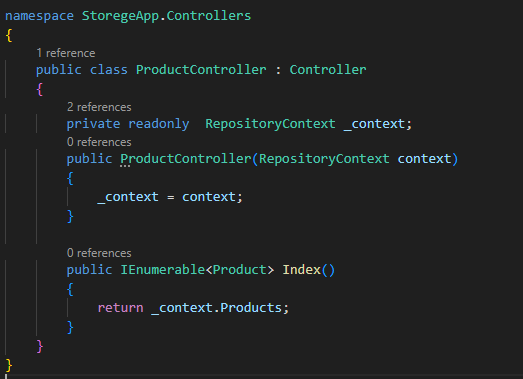 namespace StoregeApp.Controllers
{
1 reference
public class ProductController : Controller
{
2 references
private readonly  RepositoryContext _context;
0 references
public ProductController(RepositoryContext context)
{
_context = context;
}
0 references
public IEnumerable<Product> Index()
{
return _context.Products;
}
}
}